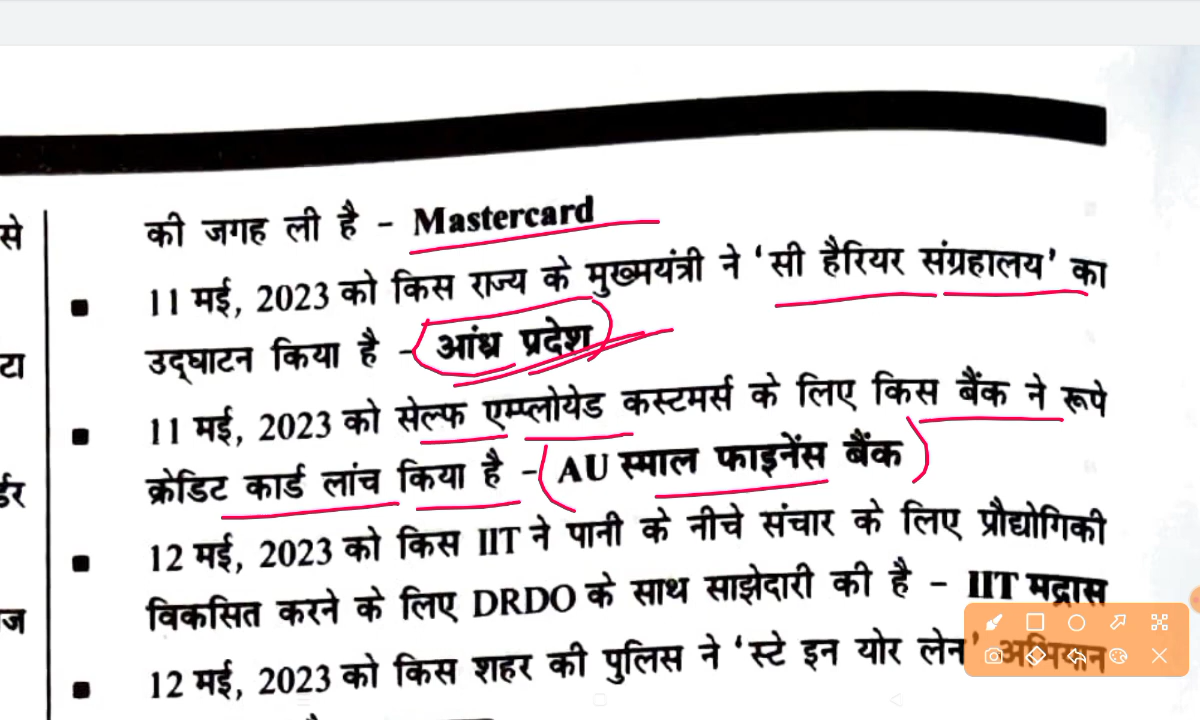 की जगह ली है - Mastercard
से
11 मई, 2023 को किस राज्य के मुख्मयंत्री ने ‘सी हैरियर संग्रहालय’ का
उद्घाटन किया है - आंध्र प्रदेश
टा
11 मई, 2023 को सेल्फ एम्प्लोयेड कस्टमर्स के लिए किस बैंक ने रूपे
क्रेडिट कार्ड लांच किया है - AU स्माल फाइनेंस बैंक
र्डर
12 मई, 2023 को किस IIT ने पानी के नीचे संचार के लिए प्रौद्योगिकी
विकसित करने के लिए DRDO के साथ साझेदारी की है - IIT मद्रास
ज
12 मई, 2023 को किस शहर की पुलिस ने ‘स्टे इन योर लेन’ अभियान